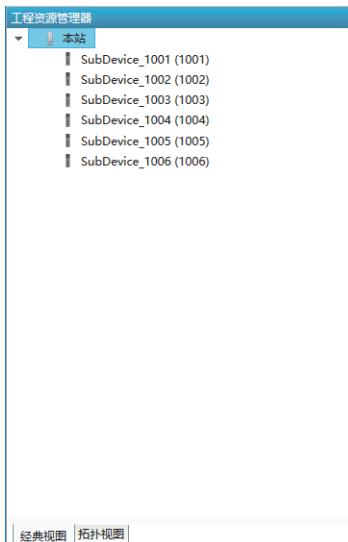 工程资源管理器
本站
SubDevice_1001 (1001)
SubDevice_1002 (1002)
SubDevice_1003 (1003)
SubDevice_1004 (1004)
SubDevice_1005 (1005)
SubDevice_1006 (1006)
经典视图 拓扑视图